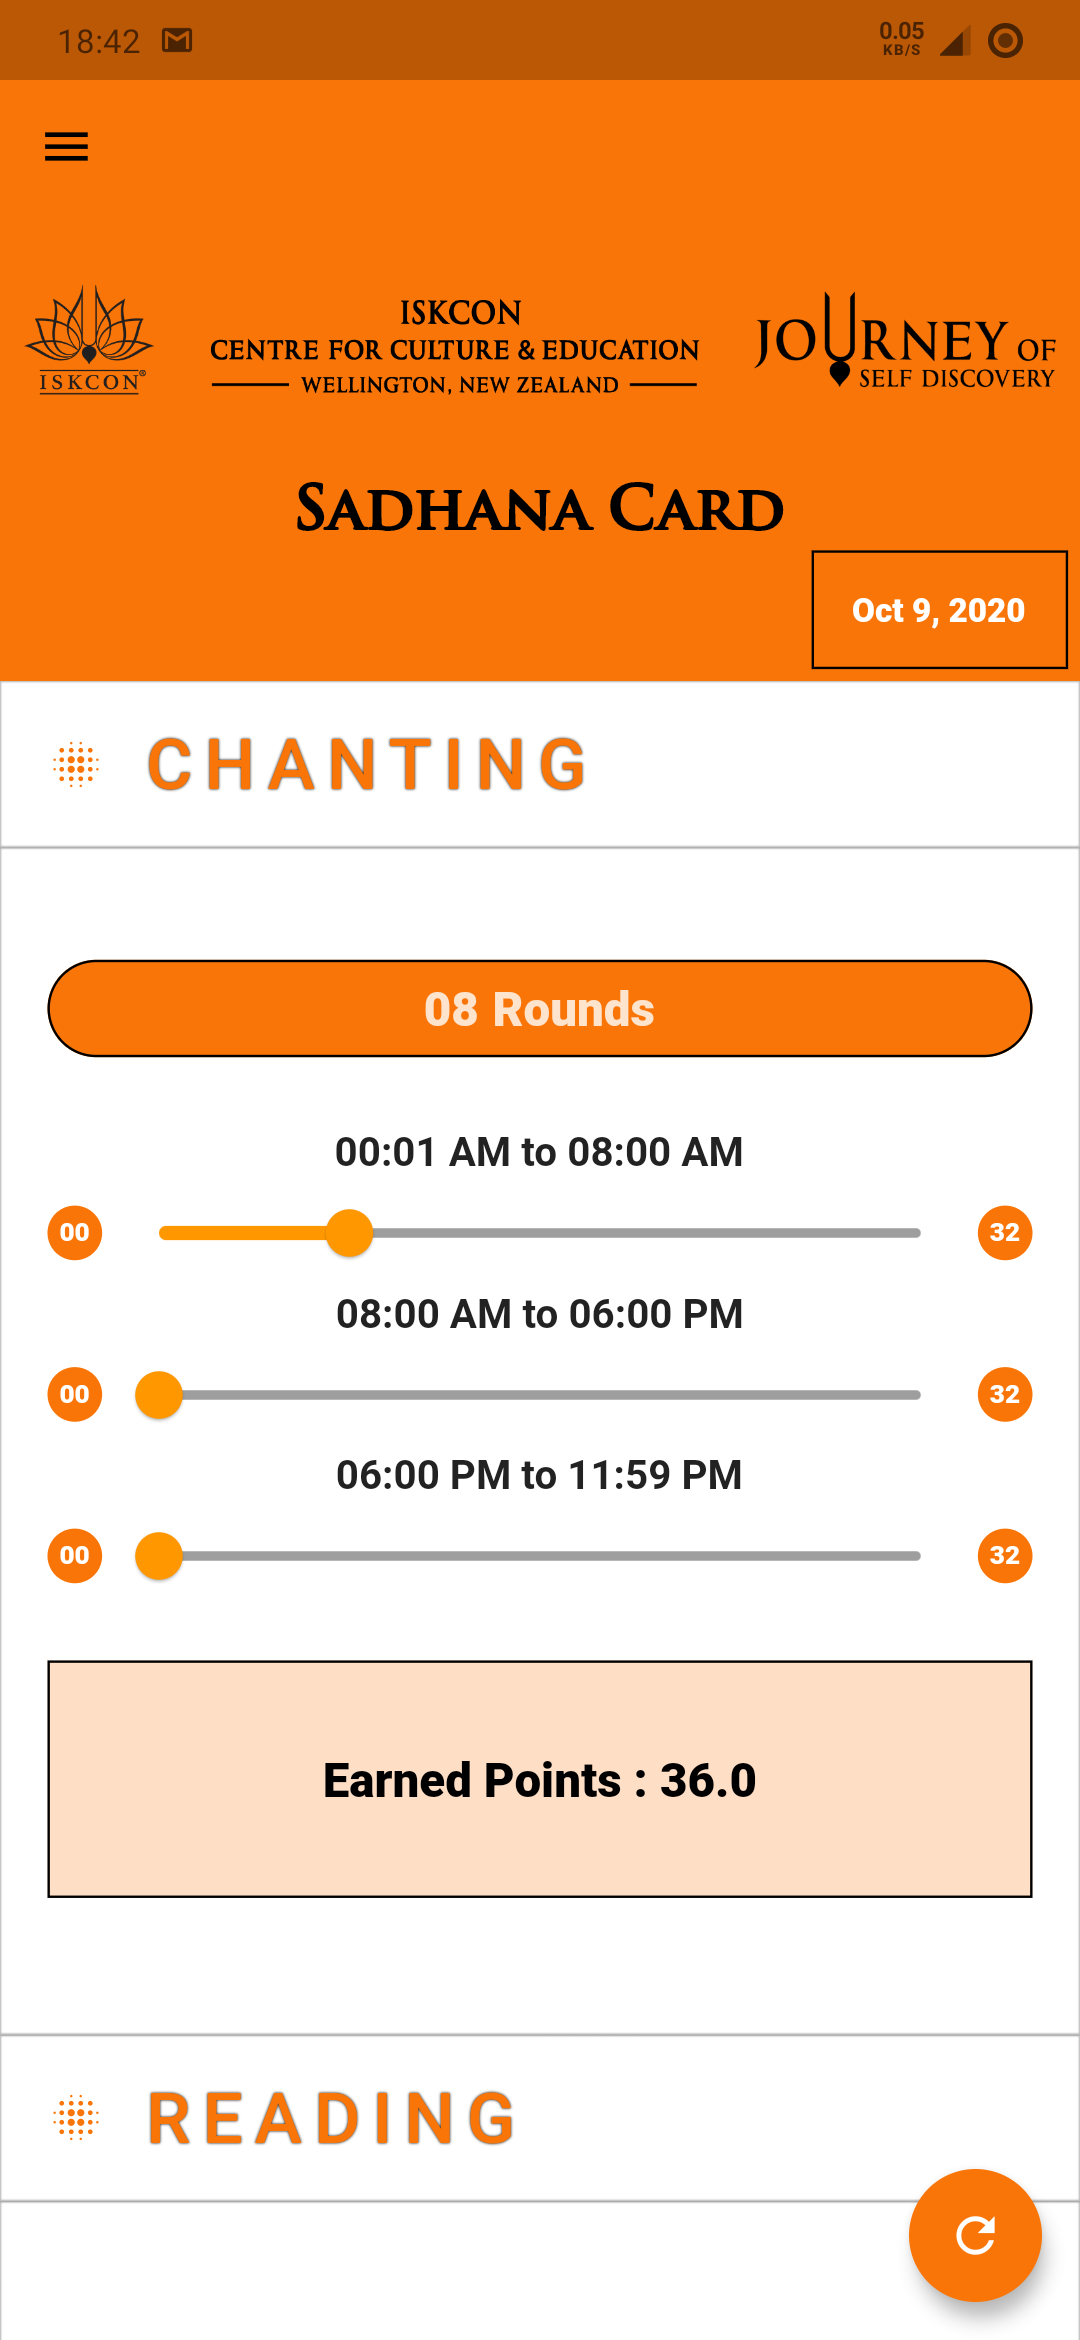 18:42
0.05
KB/S
ISKCON®
ISKCON
CENTRE FOR CULTURE & EDUCATION
WELLINGTON, NEW ZEALAND
JOURNEY OF
SELF DISCOVERY
SADHANA CARD
Oct 9, 2020
CHANTING
08 Rounds
00:01 AM to 08:00 AM
00 32
08:00 AM to 06:00 PM
00 32
06:00 PM to 11:59 PM
00 32
Earned Points : 36.0
READING